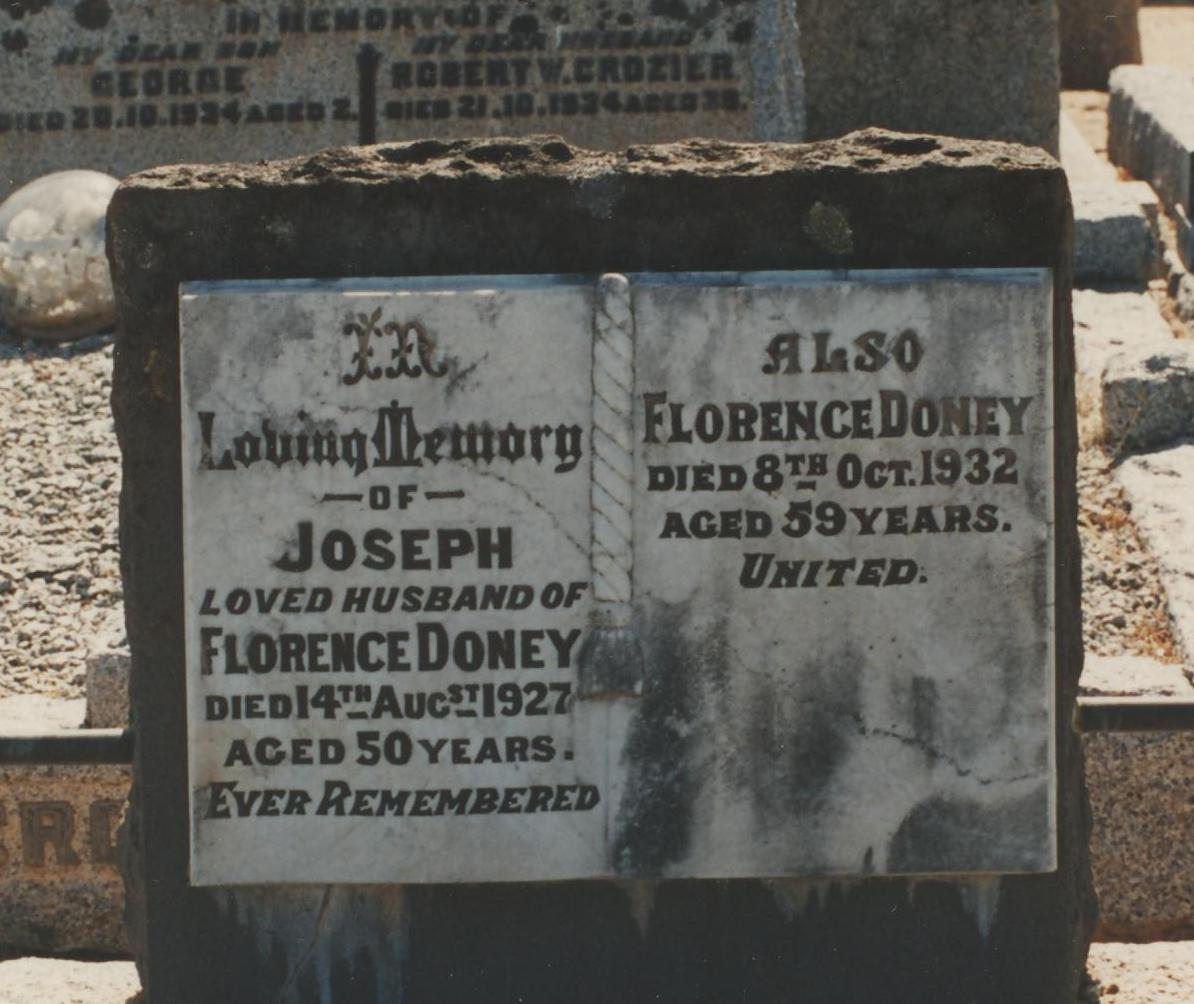 IN MEMORY OF
MY DEAR SON
GEORGE
DIED 20.10.1934 AGED 2.
MY DEAR HUSBAND
ROBERT W. CROZIER
DIED 21.10.1934 AGED
In
Loving Memory
— OF —
JOSEPH
LOVED HUSBAND OF
FLORENCE DONEY
DIED 14TH AUGST 1927
AGED 50 YEARS.
EVER REMEMBERED
ALSO
FLORENCE DONEY
DIED 8TH OCT. 1932
AGED 59 YEARS.
UNITED.